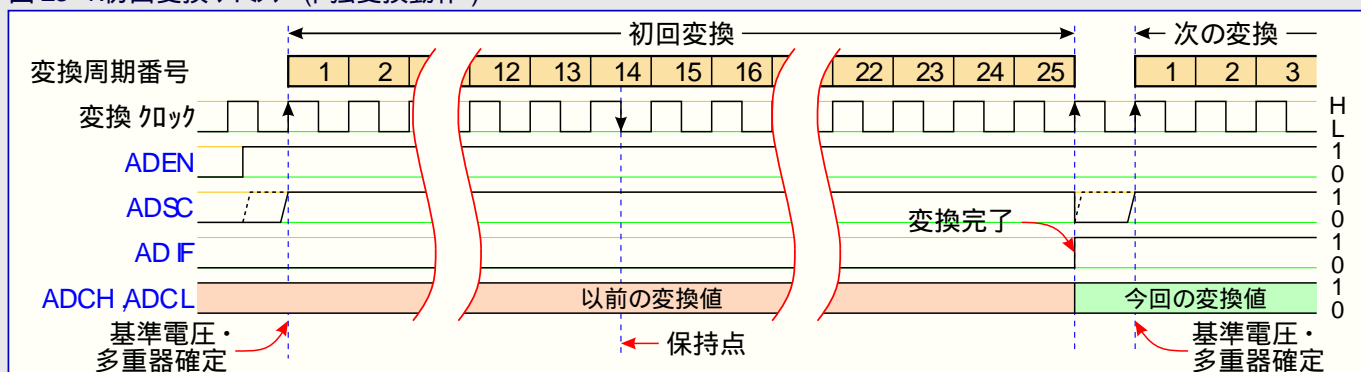 初回変換
次の変換
変換周期番号 1 2 12 13 14 15 16 22 23 24 25 1 2 3
変換 クロック H L
ADEN 1 0
ADSC 1 0
変換完了
ADIF 1 0
ADCH,ADCL 以前の変換値 今回の変換値 1 0
基準電圧・
多重器確定
保持点
基準電圧・
多重器確定